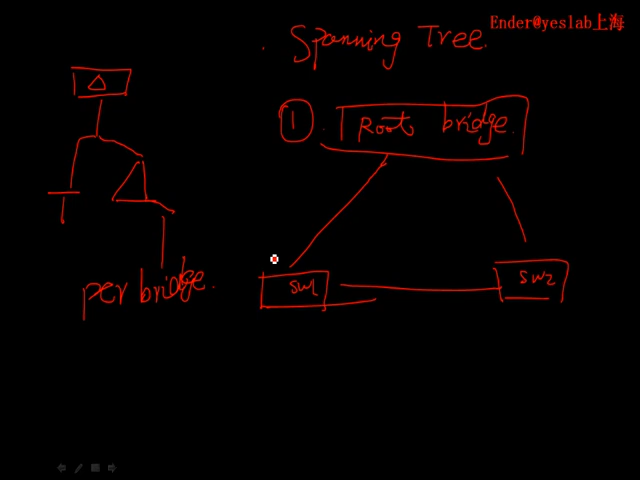 Ender@yeslab上海
Spanning Tree.
1. Root bridge.
per bridge.
SW1
SW2